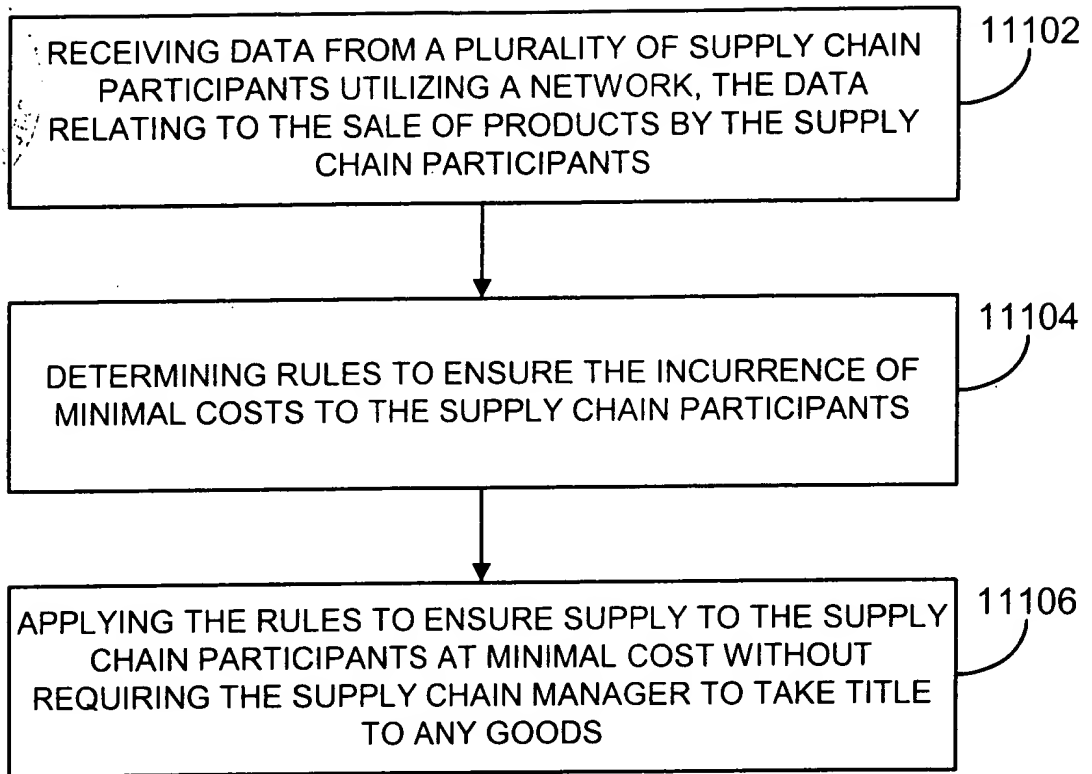 RECEIVING DATA FROM A PLURALITY OF SUPPLY CHAIN
PARTICIPANTS UTILIZING A NETWORK, THE DATA
RELATING TO THE SALE OF PRODUCTS BY THE SUPPLY
CHAIN PARTICIPANTS
11102
DETERMINING RULES TO ENSURE THE INCURRENCE OF
MINIMAL COSTS TO THE SUPPLY CHAIN PARTICIPANTS
11104
APPLYING THE RULES TO ENSURE SUPPLY TO THE SUPPLY
CHAIN PARTICIPANTS AT MINIMAL COST WITHOUT
REQUIRING THE SUPPLY CHAIN MANAGER TO TAKE TITLE
TO ANY GOODS
11106